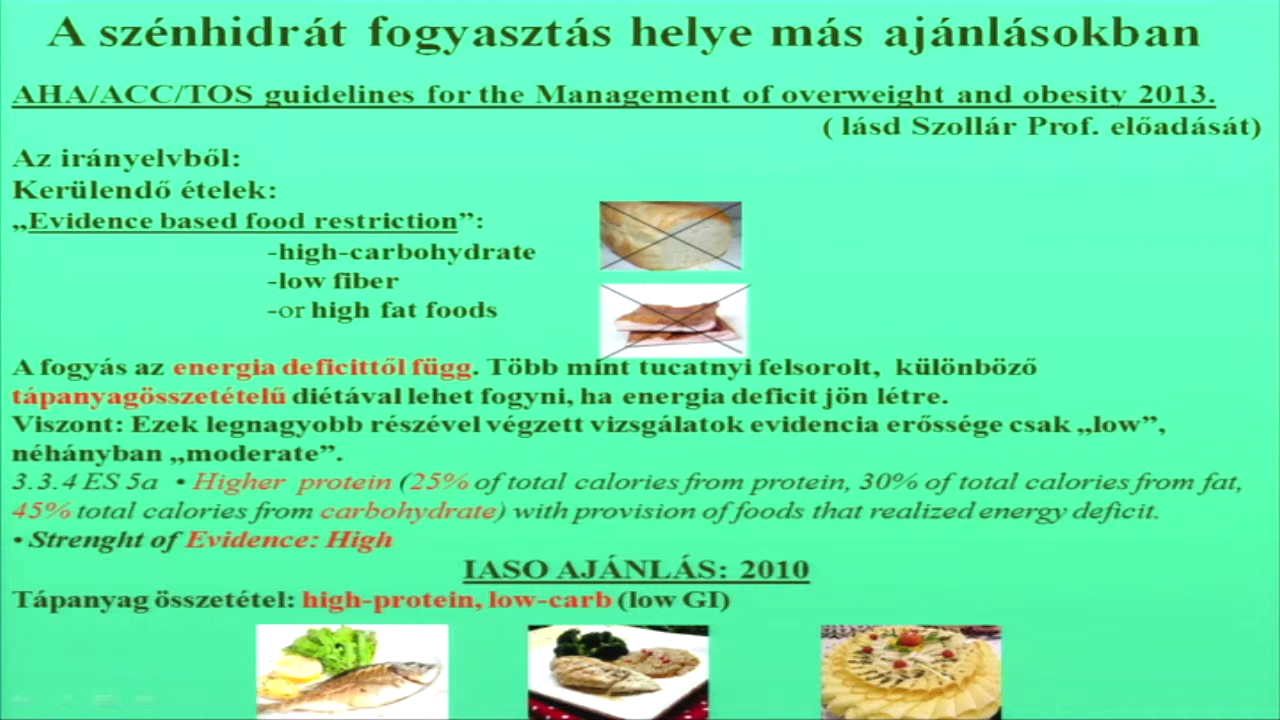 A szénhidrát fogyasztás helye más ajánlásokban
AHA/ACC/TOS guidelines for the Management of overweight and obesity 2013.
( lásd Szollár Prof. előadását)
Az irányelvből:
Kerülendő ételek:
„Evidence based food restriction”:
-high-carbohydrate
-low fiber
-or high fat foods
A fogyás az energia deficittől függ. Több mint tucatnyi felsorolt, különböző
tápanyagösszetételű diétával lehet fogyni, ha energia deficit jön létre.
Viszont: Ezek legnagyobb részével végzett vizsgálatok evidencia erőssége csak „low”,
néhányban „moderate”.
3.3.4 ES 5a • Higher protein (25% of total calories from protein, 30% of total calories from fat,
45% total calories from carbohydrate) with provision of foods that realized energy deficit.
• Strenght of Evidence: High
IASO AJÁNLÁS: 2010
Tápanyag összetétel: high-protein, low-carb (low GI)